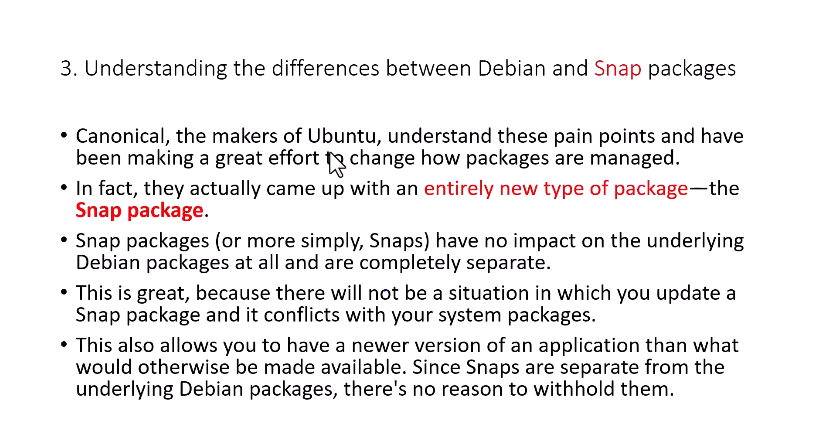 3. Understanding the differences between Debian and Snap packages
• Canonical, the makers of Ubuntu, understand these pain points and have
been making a great effort to change how packages are managed.
• In fact, they actually came up with an entirely new type of package—the
Snap package.
• Snap packages (or more simply, Snaps) have no impact on the underlying
Debian packages at all and are completely separate.
• This is great, because there will not be a situation in which you update a
Snap package and it conflicts with your system packages.
• This also allows you to have a newer version of an application than what
would otherwise be made available. Since Snaps are separate from the
underlying Debian packages, there's no reason to withhold them.